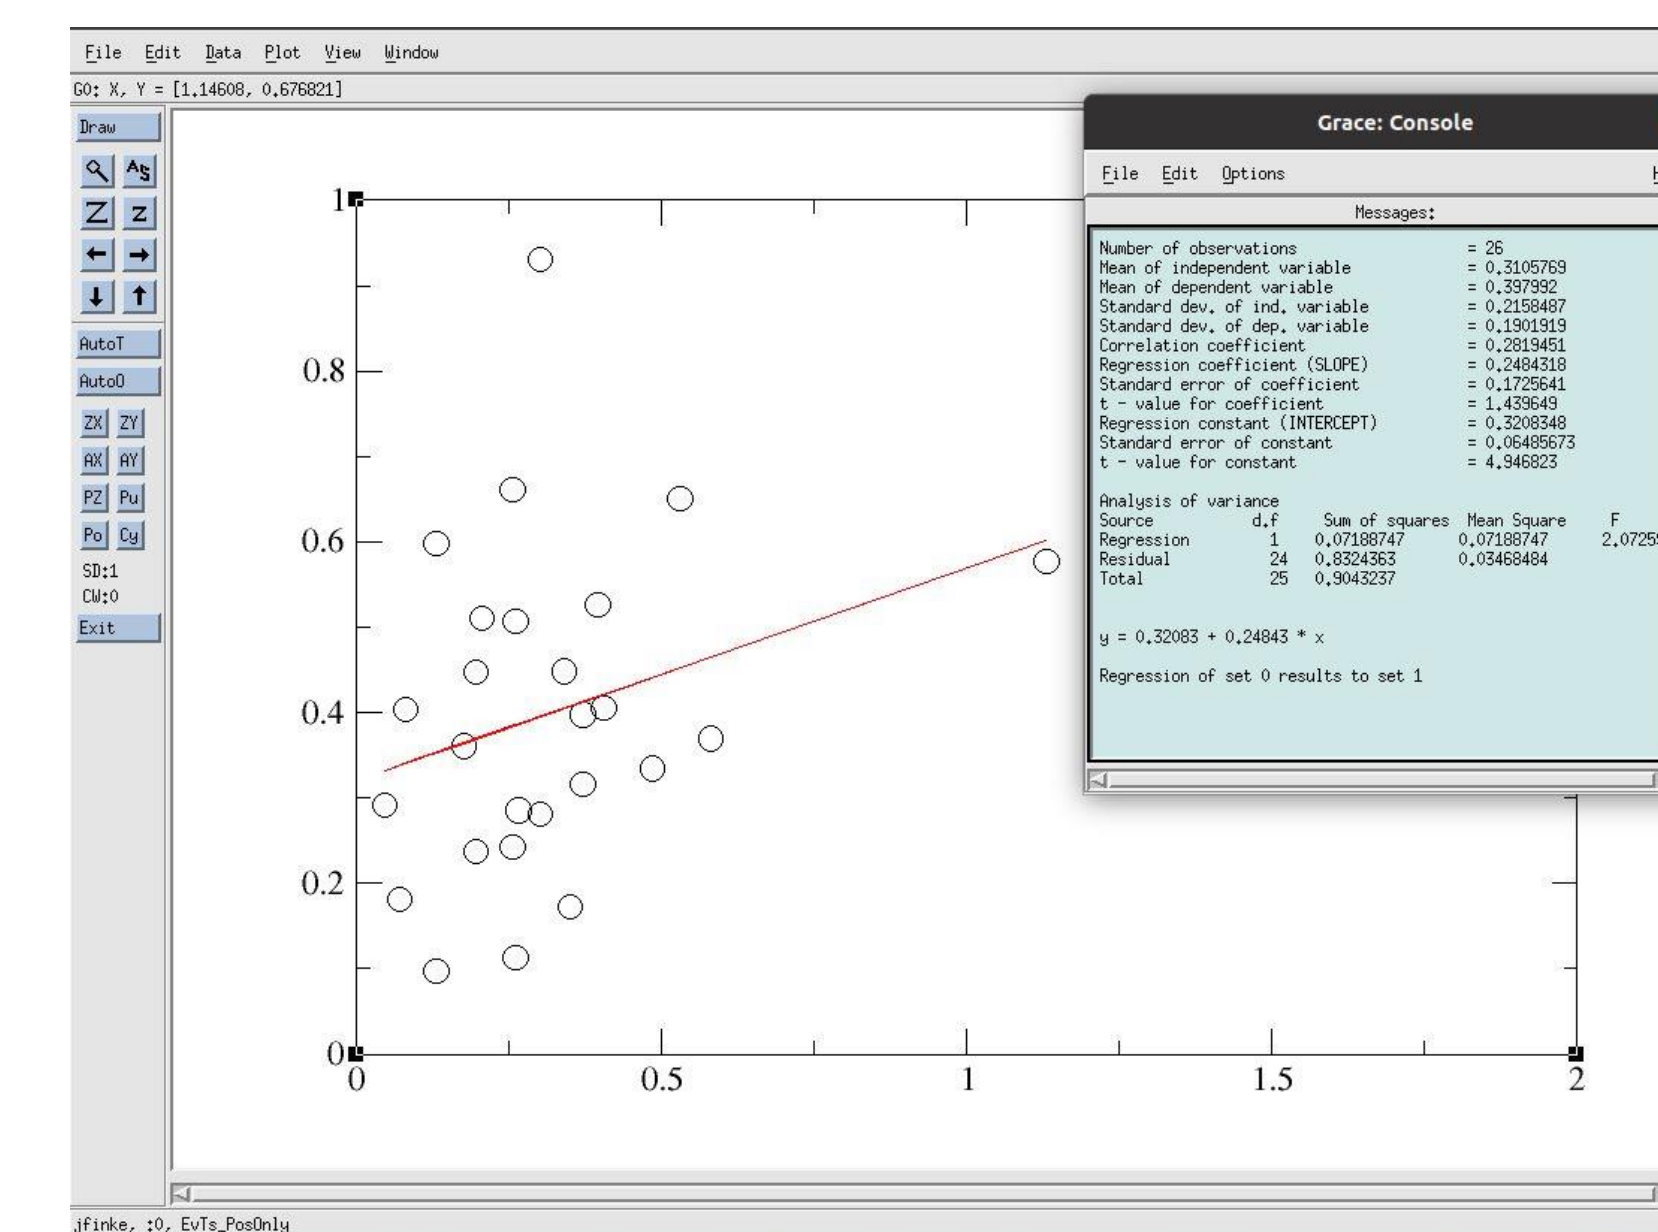 File Edit Data Plot View Window
G0: X, Y = [1.14608, 0.676821]
Draw
AS
Z z
AutoT
AutoO
ZX ZY
AX AY
PZ Pu
Po Cy
SD:1
CW:0
Exit
1
0.8
0.6
0.4
0.2
0
0 0.5 1 1.5 2
Grace: Console
File Edit Options
Messages:
Number of observations = 26
Mean of independent variable = 0.3105769
Mean of dependent variable = 0.397992
Standard dev. of ind. variable = 0.2158487
Standard dev. of dep. variable = 0.1901919
Correlation coefficient = 0.2819451
Regression coefficient (SLOPE) = 0.2484318
Standard error of coefficient = 0.1725641
t - value for coefficient = 1.439649
Regression constant (INTERCEPT) = 0.3208348
Standard error of constant = 0.06485673
t - value for constant = 4.946823
Analysis of variance
Source d.f Sum of squares Mean Square F
Regression 1 0.07188747 0.07188747 2.0725
Residual 24 0.8324363 0.03468484
Total 25 0.9043237
y = 0.32083 + 0.24843 * x
Regression of set 0 results to set 1
jfinke, :0, EvTs_PosOnly